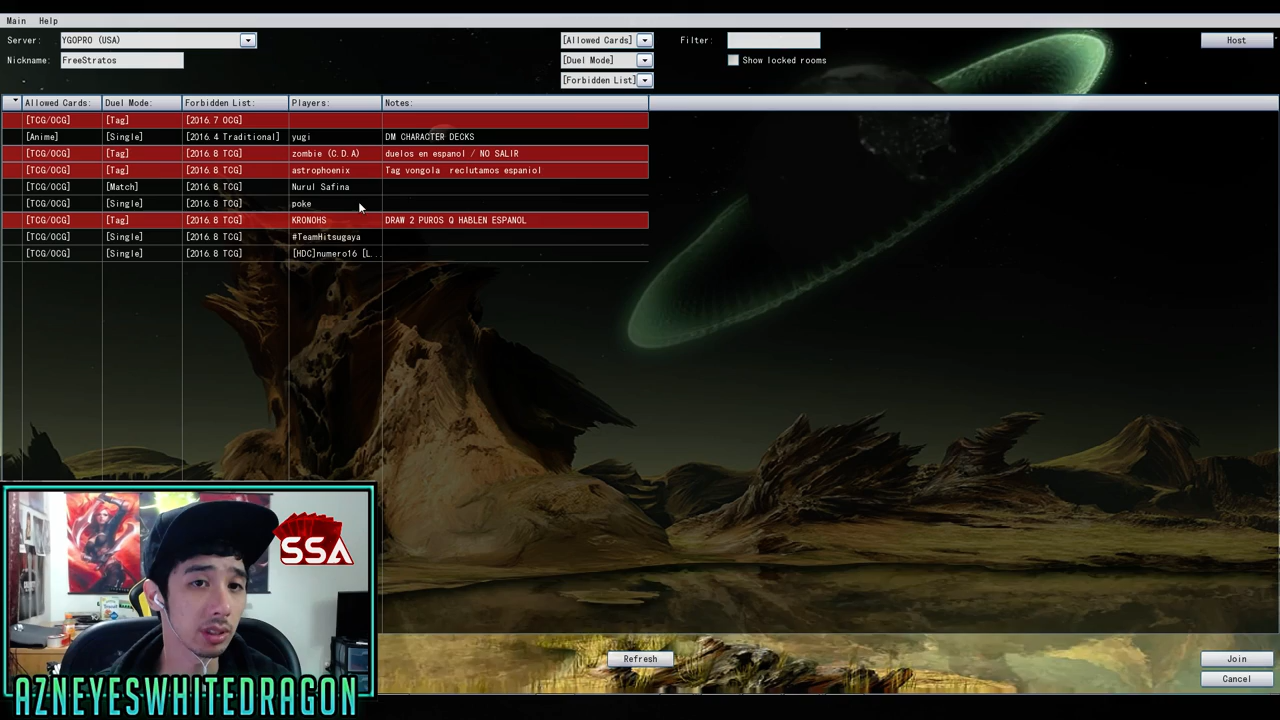 Main Help
Server: YGOPRO (USA) [Allowed Cards] Filter: Host
Nickname: FreeStratos [Duel Mode] Show locked rooms
[Forbidden List]
Allowed Cards: Duel Mode: Forbidden List: Players: Notes:
[TCG/OCG] [Tag] [2016.7 OCG]
[Anime] [Single] [2016.4 Traditional] yugi DM CHARACTER DECKS
[TCG/OCG] [Tag] [2016.8 TCG] zombie (C.D.A) duelos en espanol / NO SALIR
[TCG/OCG] [Tag] [2016.8 TCG] astrophoenix Tag vongola reclutamos espaniol
[TCG/OCG] [Match] [2016.8 TCG] Nurul Safina
[TCG/OCG] [Single] [2016.8 TCG] poke
[TCG/OCG] [Tag] [2016.8 TCG] KRONOHS DRAW 2 PUROS Q HABLEN ESPANOL
[TCG/OCG] [Single] [2016.8 TCG] #TeamHitsugaya
[TCG/OCG] [Single] [2016.8 TCG] [HDC]numero16 [L...
SSA
AZNEYESWHITEDRAGON
Refresh
Join
Cancel